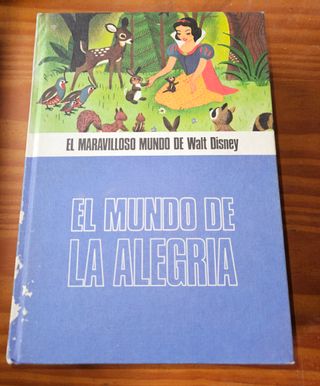 EL MARAVILLOSO MUNDO DE Walt Disney
EL MUNDO DE
LA ALEGRIA